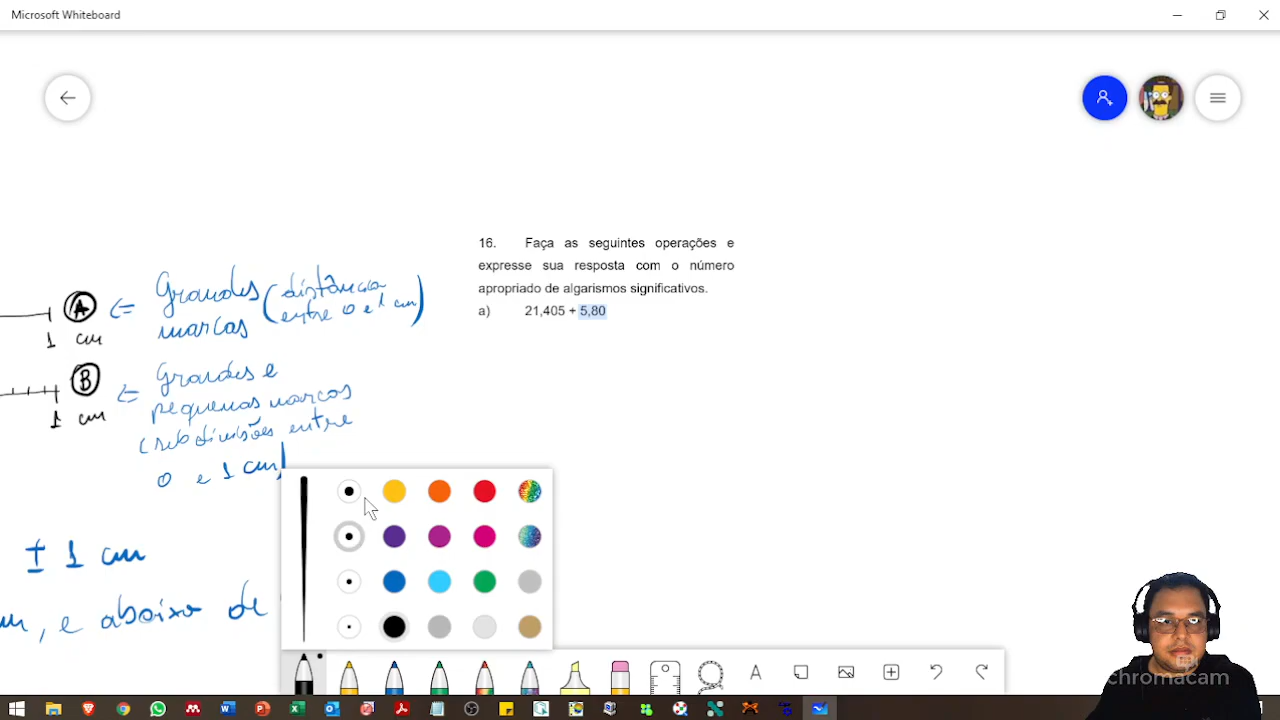 Microsoft Whiteboard
16. Faça as seguintes operações e
expresse sua resposta com o número
apropriado de algarismos significativos.
a) 21,405 + 5,80
A ⇐ Grandes (distância
marcas entre 0 e 1 cm)
1 cm
B ⇐ Grandes e
pequenas marcas
1 cm
(subdivisões entre
0 e 1 cm)
± 1 cm
m, e abaixo de
A
chromacam